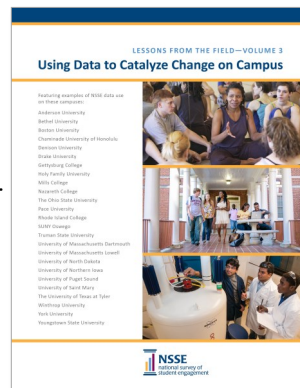 LESSONS FROM THE FIELD—VOLUME 3
Using Data to Catalyze Change on Campus
Featuring examples of NSSE data use
on these campuses:
Anderson University
Bethel University
Boston University
Chaminade University of Honolulu
Denison University
Drake University
Gettysburg College
Holy Family University
Mills College
Nazareth College
The Ohio State University
Pace University
Rhode Island College
SUNY Oswego
Truman State University
University of Massachusetts Dartmouth
University of Massachusetts Lowell
University of North Dakota
University of Northern Iowa
University of Puget Sound
University of Saint Mary
The University of Texas at Tyler
Winthrop University
York University
Youngstown State University
NSSE
national survey of
student engagement